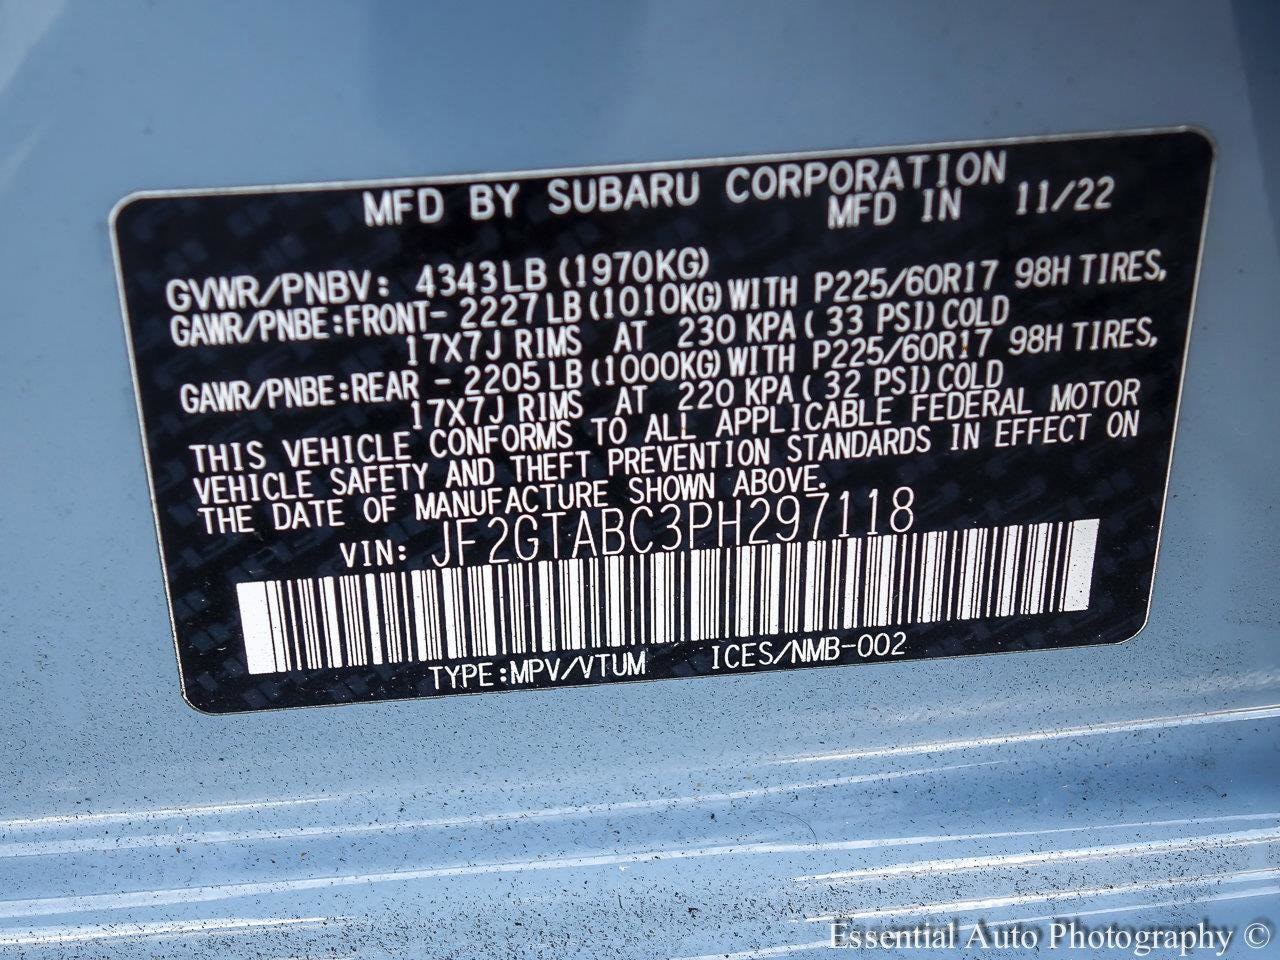 MFD BY SUBARU CORPORATION
MFD IN 11/22
GVWR/PNBV: 4343LB (1970KG)
GAWR/PNBE:FRONT- 2227LB (1010KG) WITH P225/60R17 98H TIRES,
17X7J RIMS AT 230 KPA ( 33 PSI) COLD
GAWR/PNBE:REAR - 2205LB (1000KG) WITH P225/60R17 98H TIRES,
17X7J RIMS AT 220 KPA ( 32 PSI) COLD
THIS VEHICLE CONFORMS TO ALL APPLICABLE FEDERAL MOTOR
VEHICLE SAFETY AND THEFT PREVENTION STANDARDS IN EFFECT ON
THE DATE OF MANUFACTURE SHOWN ABOVE.
VIN: JF2GTABC3PH297118
TYPE:MPV/VTUM ICES/NMB-002
Essential Auto Photography ©